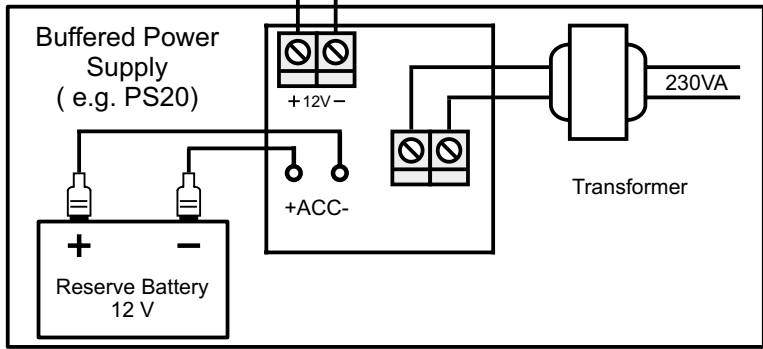 Buffered Power
Supply
( e.g. PS20)
+12V−
230VA
+ACC-
Transformer
+ −
Reserve Battery
12 V